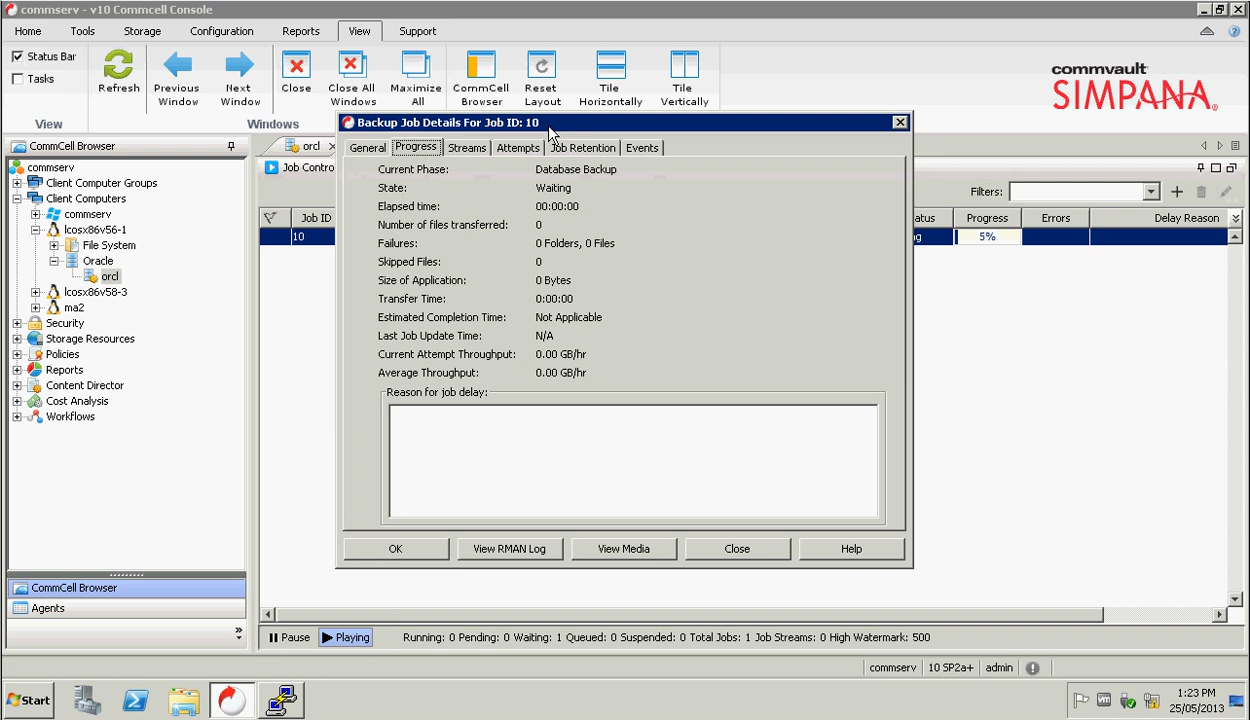 commserv - v10 Commcell Console
Home Tools Storage Configuration Reports View Support
Status Bar
Tasks
Refresh
Previous Window
Next Window
Close
Close All Windows
Maximize All
CommCell Browser
Reset Layout
Tile Horizontally
Tile Vertically
View
Windows
commvault
SIMPANA
CommCell Browser
commserv
Client Computer Groups
Client Computers
commserv
lcosx86v56-1
File System
Oracle
orcl
lcosx86v58-3
ma2
Security
Storage Resources
Policies
Reports
Content Director
Cost Analysis
Workflows
CommCell Browser
Agents
orcl
Job Contro
Filters:
Job ID
atus Progress Errors Delay Reason
10
ng 5%
Backup Job Details For Job ID: 10
General Progress Streams Attempts Job Retention Events
Current Phase: Database Backup
State: Waiting
Elapsed time: 00:00:00
Number of files transferred: 0
Failures: 0 Folders, 0 Files
Skipped Files: 0
Size of Application: 0 Bytes
Transfer Time: 0:00:00
Estimated Completion Time: Not Applicable
Last Job Update Time: N/A
Current Attempt Throughput: 0.00 GB/hr
Average Throughput: 0.00 GB/hr
Reason for job delay:
OK View RMAN Log View Media Close Help
Pause Playing Running: 0 Pending: 0 Waiting: 1 Queued: 0 Suspended: 0 Total Jobs: 1 Job Streams: 0 High Watermark: 500
commserv 10 SP2a+ admin
Start
1:23 PM
25/05/2013